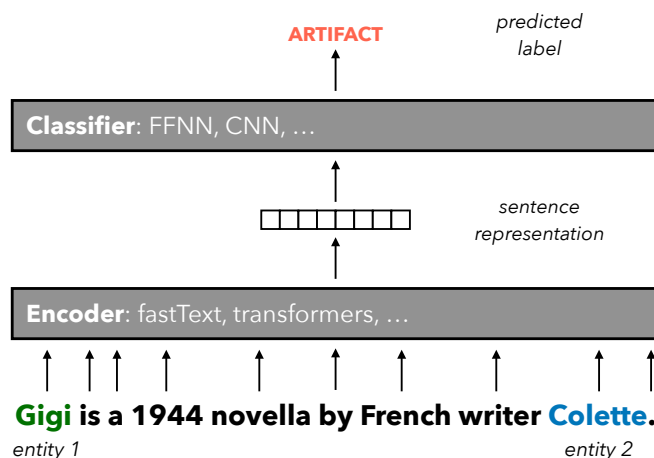 ARTIFACT
predicted
label
Classifier: FFNN, CNN, ...
sentence
representation
Encoder: fastText, transformers, ...
Gigi is a 1944 novella by French writer Colette.
entity 1
entity 2